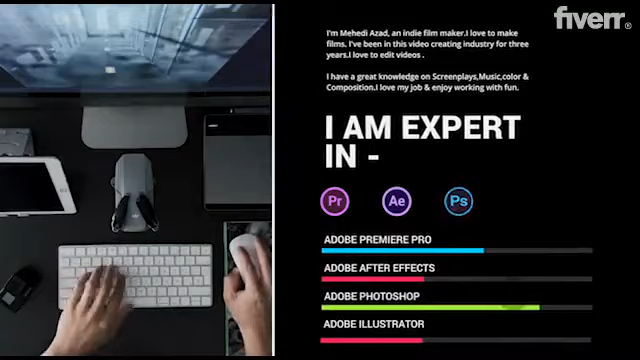 fiverr®
I'm Mehedi Azad, an indie film maker.I love to make
films. I've been in this video creating industry for three
years.I love to edit videos .
I have a great knowledge on Screenplays,Music,color &
Composition.I love my job & enjoy working with fun.
I AM EXPERT
IN -
Pr Ae Ps
ADOBE PREMIERE PRO
ADOBE AFTER EFFECTS
ADOBE PHOTOSHOP
ADOBE ILLUSTRATOR